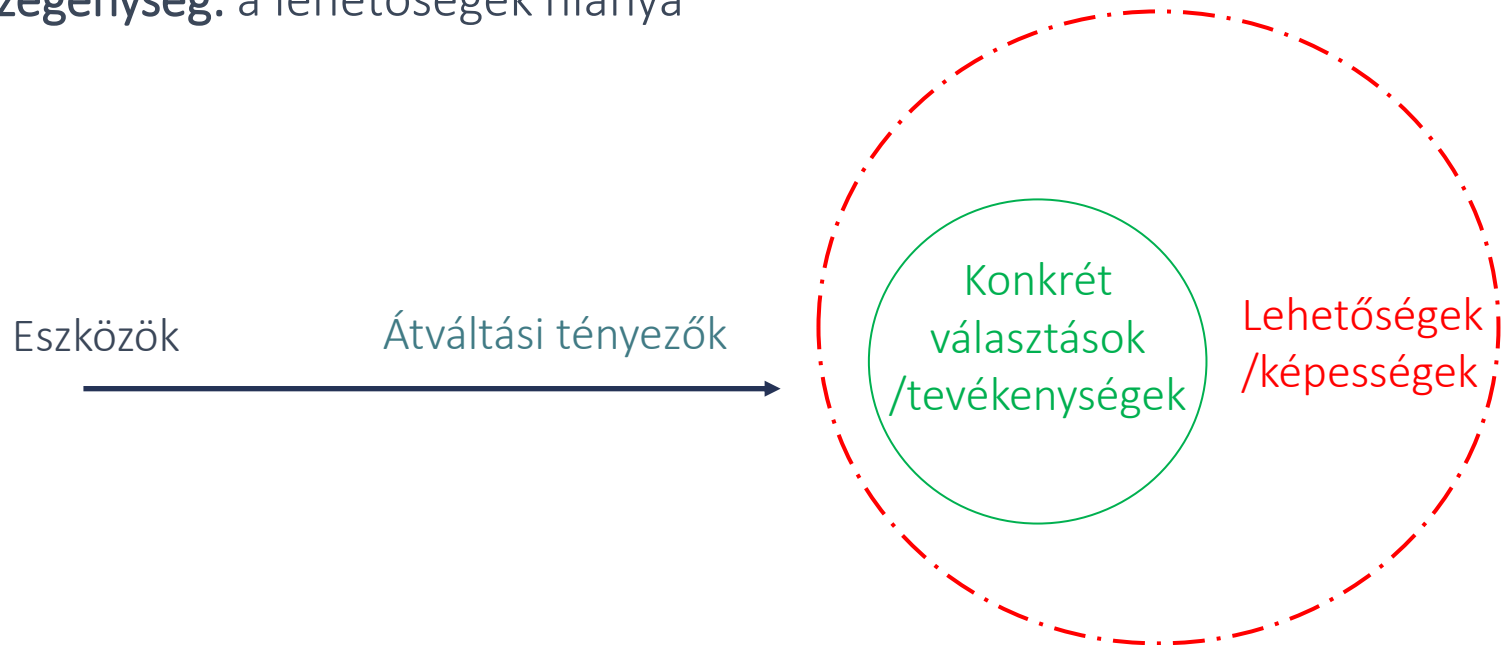 zegénység: a lehetőségek hiánya
Eszközök
Átváltási tényezők
Konkrét
választások
/tevékenységek
Lehetőségek
/képességek